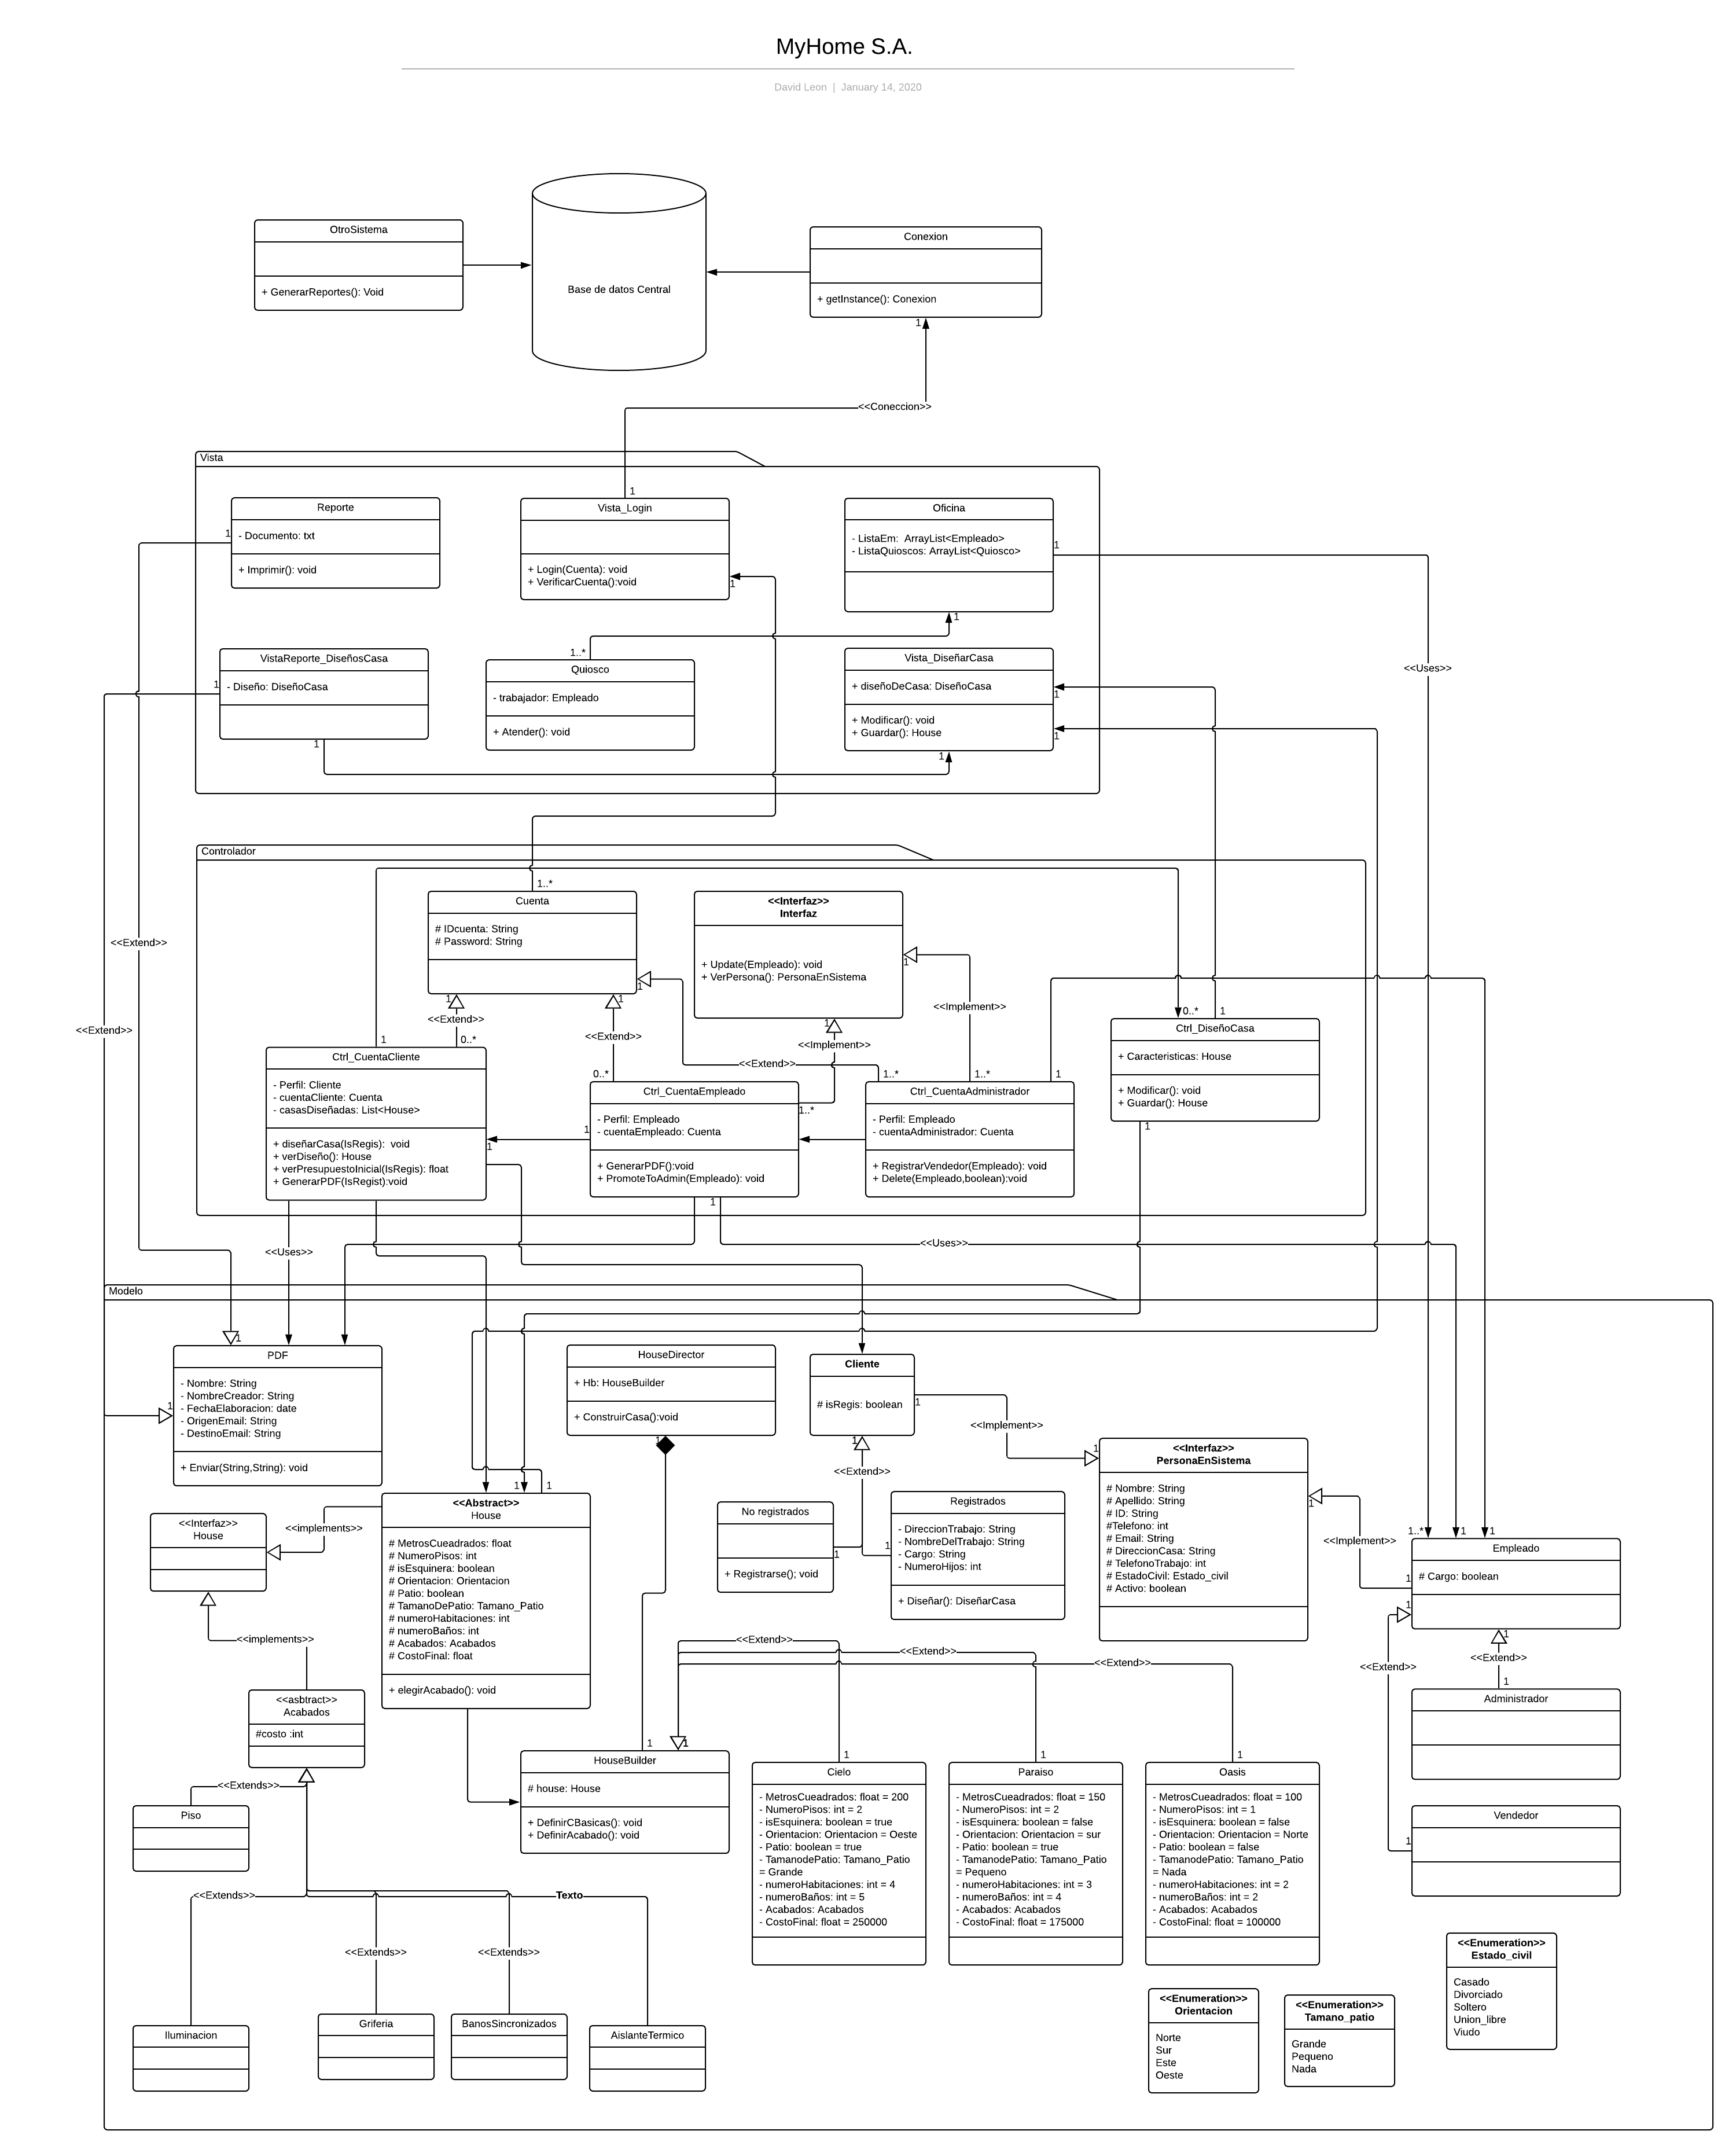 MyHome S.A.
David Leon | January 14, 2020
OtroSistema
+ GenerarReportes(): Void
Base de datos Central
Conexion
+ getInstance(): Conexion
1
<<Coneccion>>
Vista
1
Reporte
- Documento: txt
+ Imprimir(): void
1
Vista_Login
+ Login(Cuenta): void
+ VerificarCuenta():void
1
Oficina
- ListaEm:  ArrayList<Empleado>
- ListaQuioscos: ArrayList<Quiosco>
1
1
<<Uses>>
VistaReporte_DiseñosCasa
- Diseño: DiseñoCasa
1
1
1..*
Quiosco
- trabajador: Empleado
+ Atender(): void
Vista_DiseñarCasa
+ diseñoDeCasa: DiseñoCasa
+ Modificar(): void
+ Guardar(): House
1
1
1
Controlador
1..*
Cuenta
# IDcuenta: String
# Password: String
1
1
1
<<Interfaz>>
Interfaz
+ Update(Empleado): void
+ VerPersona(): PersonaEnSistema
1
1
<<Extend>>
<<Extend>>
<<Extend>>
<<Extend>>
<<Implement>>
<<Implement>>
<<Extend>>
1
0..*
Ctrl_CuentaCliente
- Perfil: Cliente
- cuentaCliente: Cuenta
- casasDiseñadas: List<House>
+ diseñarCasa(IsRegis):  void
+ verDiseño(): House
+ verPresupuestoInicial(IsRegis): float
+ GenerarPDF(IsRegist):void
1
0..*
Ctrl_CuentaEmpleado
- Perfil: Empleado
- cuentaEmpleado: Cuenta
+ GenerarPDF():void
+ PromoteToAdmin(Empleado): void
1
1..*
1
1..*
1..*
1
Ctrl_CuentaAdministrador
- Perfil: Empleado
- cuentaAdministrador: Cuenta
+ RegistrarVendedor(Empleado): void
+ Delete(Empleado,boolean):void
0..*
1
Ctrl_DiseñoCasa
+ Caracteristicas: House
+ Modificar(): void
+ Guardar(): House
1
<<Uses>>
<<Uses>>
Modelo
1
PDF
- Nombre: String
- NombreCreador: String
- FechaElaboracion: date
- OrigenEmail: String
- DestinoEmail: String
+ Enviar(String,String): void
1
HouseDirector
+ Hb: HouseBuilder
+ ConstruirCasa():void
1
Cliente
# isRegis: boolean
1
1
<<Implement>>
<<Extend>>
1
<<Interfaz>>
PersonaEnSistema
# Nombre: String
# Apellido: String
# ID: String
#Telefono: int
# Email: String
# DireccionCasa: String
# TelefonoTrabajo: int
# EstadoCivil: Estado_civil
# Activo: boolean
1
<<Implement>>
1..*
1
1
Empleado
# Cargo: boolean
1
1
1
<<Interfaz>>
House
<<implements>>
1
1
<<Abstract>>
House
# MetrosCueadrados: float
# NumeroPisos: int
# isEsquinera: boolean
# Orientacion: Orientacion
# Patio: boolean
# TamanoDePatio: Tamano_Patio
# numeroHabitaciones: int
# numeroBaños: int
# Acabados: Acabados
# CostoFinal: float
+ elegirAcabado(): void
No registrados
+ Registrarse(); void
1
Registrados
- DireccionTrabajo: String
- NombreDelTrabajo: String
- Cargo: String
- NumeroHijos: int
+ Diseñar(): DiseñarCasa
1
<<implements>>
<<Extend>>
<<Extend>>
<<Extend>>
<<Extend>>
<<Extend>>
<<asbtract>>
Acabados
#costo :int
1
Administrador
1
1
HouseBuilder
# house: House
+ DefinirCBasicas(): void
+ DefinirAcabado(): void
1
Cielo
- MetrosCueadrados: float = 200
- NumeroPisos: int = 2
- isEsquinera: boolean = true
- Orientacion: Orientacion = Oeste
- Patio: boolean = true
- TamanodePatio: Tamano_Patio
= Grande
- numeroHabitaciones: int = 4
- numeroBaños: int = 5
- Acabados: Acabados
- CostoFinal: float = 250000
1
Paraiso
- MetrosCueadrados: float = 150
- NumeroPisos: int = 2
- isEsquinera: boolean = false
- Orientacion: Orientacion = sur
- Patio: boolean = true
- TamanodePatio: Tamano_Patio
= Pequeno
- numeroHabitaciones: int = 3
- numeroBaños: int = 4
- Acabados: Acabados
- CostoFinal: float = 175000
1
Oasis
- MetrosCueadrados: float = 100
- NumeroPisos: int = 1
- isEsquinera: boolean = false
- Orientacion: Orientacion = Norte
- Patio: boolean = false
- TamanodePatio: Tamano_Patio
= Nada
- numeroHabitaciones: int = 2
- numeroBaños: int = 2
- Acabados: Acabados
- CostoFinal: float = 100000
Vendedor
1
<<Extends>>
Piso
<<Extends>>
Texto
<<Extends>>
<<Extends>>
Iluminacion
Griferia
BanosSincronizados
AislanteTermico
<<Enumeration>>
Orientacion
Norte
Sur
Este
Oeste
<<Enumeration>>
Tamano_patio
Grande
Pequeno
Nada
<<Enumeration>>
Estado_civil
Casado
Divorciado
Soltero
Union_libre
Viudo